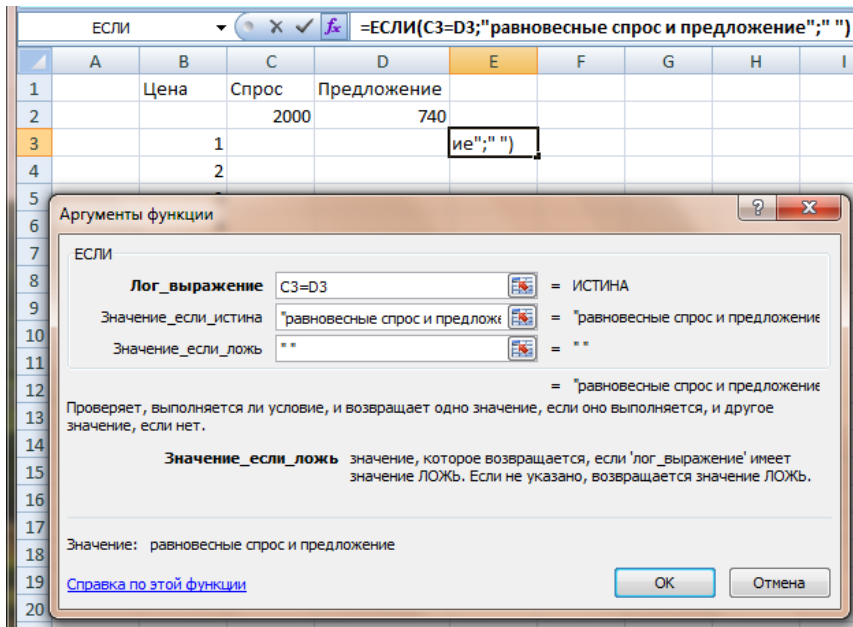 ЕСЛИ =ЕСЛИ(C3=D3;"равновесные спрос и предложение";" ")
A B C D E F G H I
1 Цена Спрос Предложение
2 2000 740
3 1 ие";" ")
4 2
5
6 Аргументы функции
7 ЕСЛИ
8 Лог_выражение C3=D3 = ИСТИНА
9 Значение_если_истина "равновесные спрос и предложе = "равновесные спрос и предложение
10
11 Значение_если_ложь " " = " "
12 = "равновесные спрос и предложение
13 Проверяет, выполняется ли условие, и возвращает одно значение, если оно выполняется, и другое
значение, если нет.
14 Значение_если_ложь значение, которое возвращается, если 'лог_выражение' имеет
15 значение ЛОЖЬ. Если не указано, возвращается значение ЛОЖЬ.
16
17
18 Значение: равновесные спрос и предложение
19 Справка по этой функции OK Отмена
20